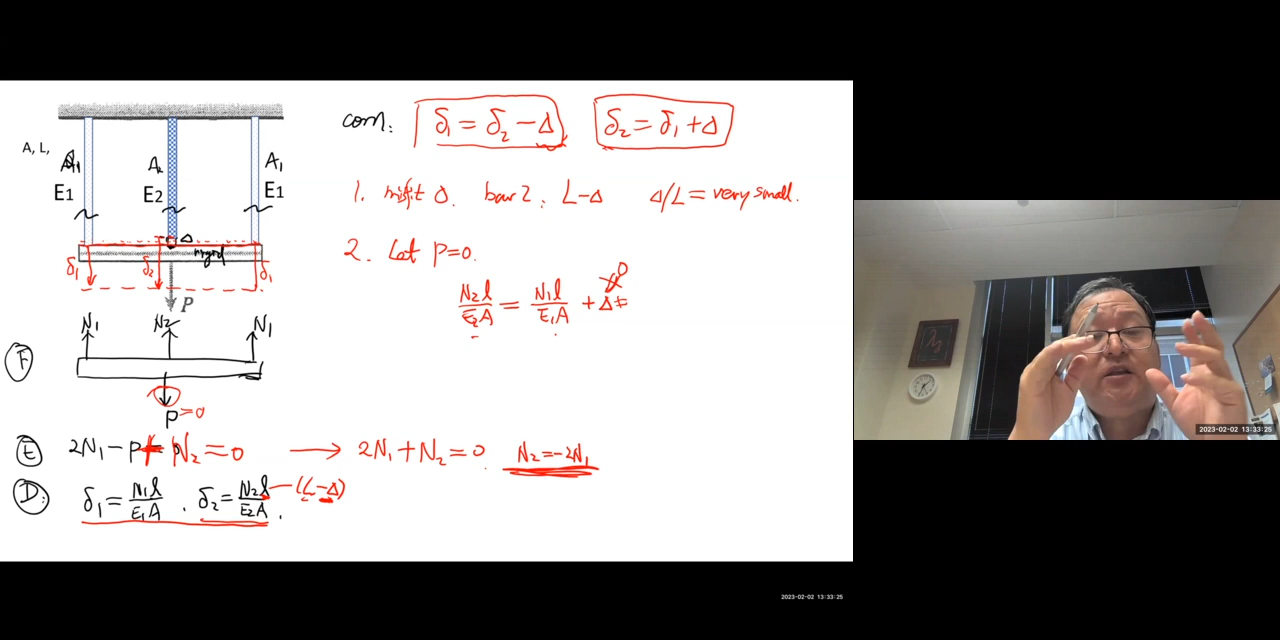 com: δ₁ = δ₂ − Δ δ₂ = δ₁ + Δ
A, L,
A₁ A₂ A₁
E1 E2 E1
1. misfit Δ. bar 2: L−Δ Δ/L = very small.
Δ
rigid
δ₁ δ₂ δ₁
P
2. Let P=0.
N₂l/E₂A = N₁l/E₁A + Δ
0
N₁ N₂ N₁
F
P=0
E 2N₁ − P + N₂ = 0 → 2N₁ + N₂ = 0. N₂ = −2N₁
D: δ₁ = N₁l/E₁A . δ₂ = N₂l/E₂A . (L−Δ)
2023-02-02 13:33:25
2023-02-02 13:33:25